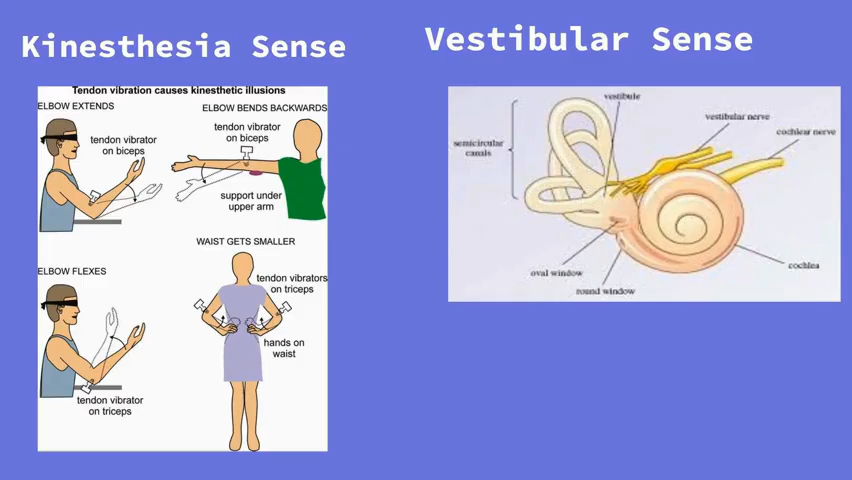 Kinesthesia Sense
Vestibular Sense
Tendon vibration causes kinesthetic illusions
ELBOW EXTENDS
tendon vibrator
on biceps
ELBOW BENDS BACKWARDS
tendon vibrator
on biceps
support under
upper arm
ELBOW FLEXES
tendon vibrator
on triceps
WAIST GETS SMALLER
tendon vibrators
on triceps
hands on
waist
vestibule
vestibular nerve
cochlear nerve
semicircular
canals
oval window
round window
cochlea